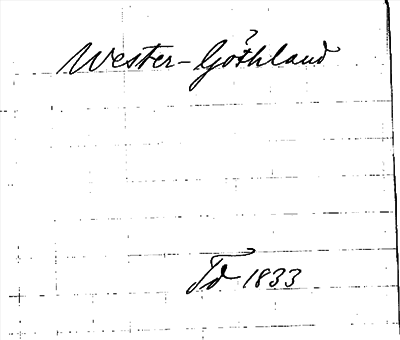 Wester-Göthland
Td 1833